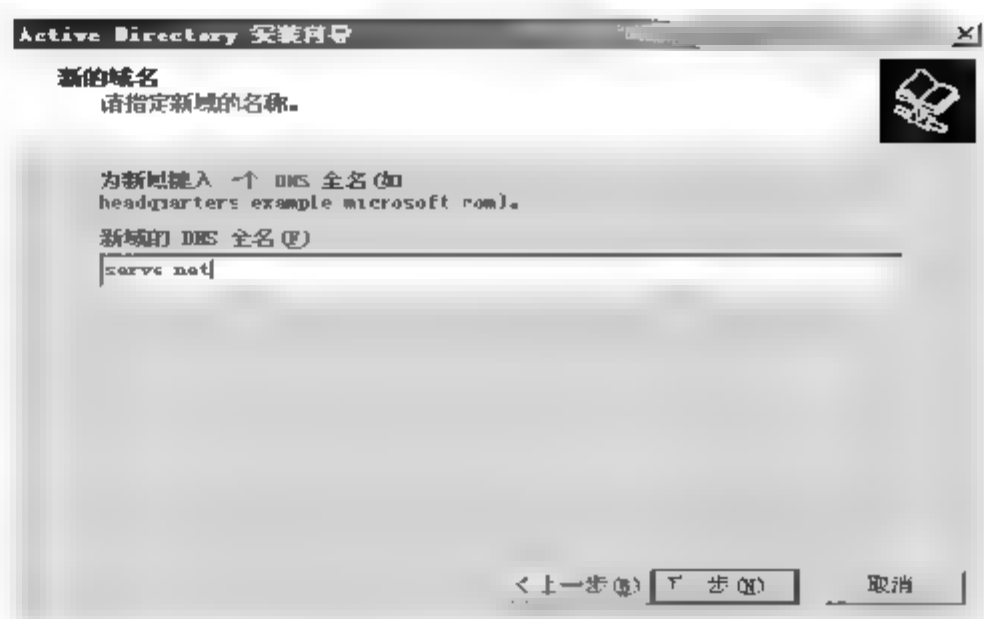 Active Directory 安装向导
新的域名
请指定新域的名称。
为新域键入一个 DNS 全名(如
headquarters.example.microsoft.com)。
新域的 DNS 全名(F)
serve net
< 上一步(B)
下一步(N)
取消